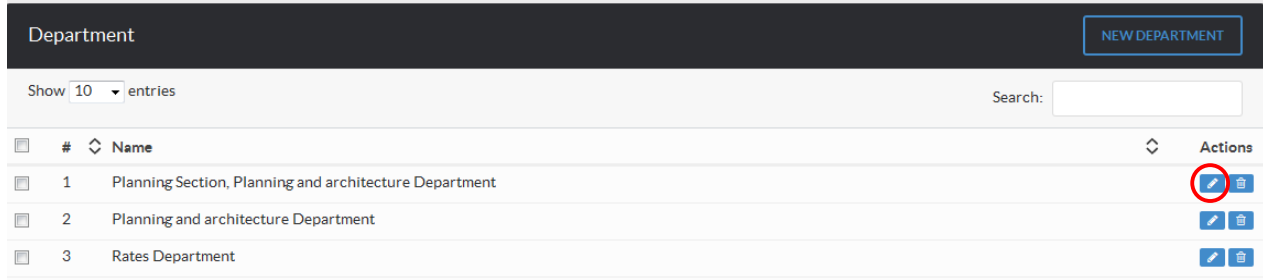 Department
NEW DEPARTMENT
Show 10 entries
Search:
# Name Actions
1 Planning Section, Planning and architecture Department
2 Planning and architecture Department
3 Rates Department